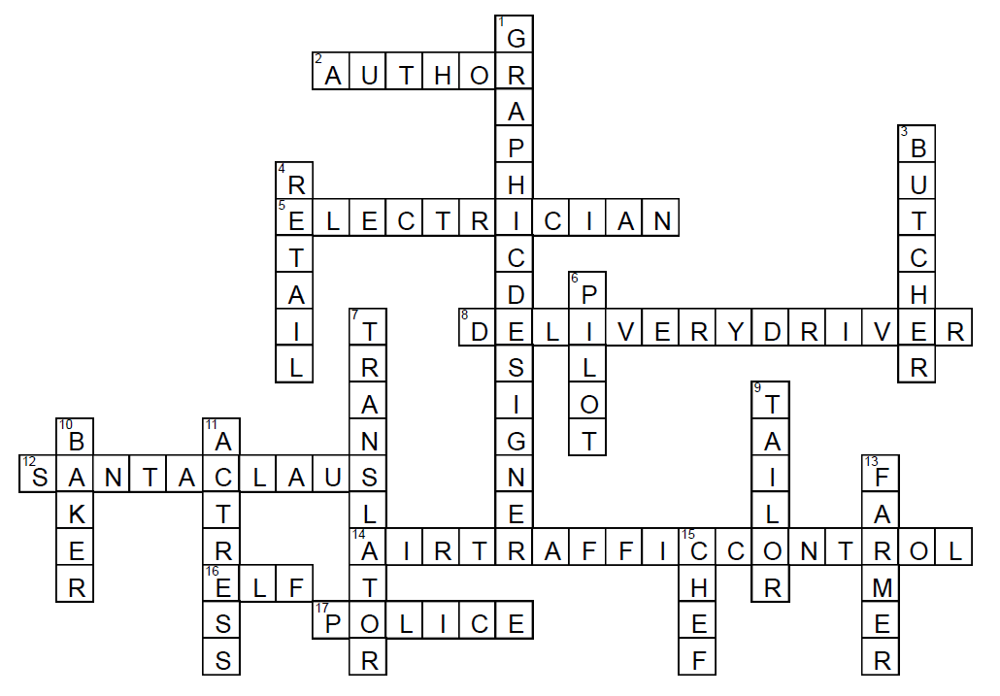 1 GRAPHICDESIGNER
2 AUTHOR
3 BUTCHER
4 RETAIL
5 ELECTRICIAN
6 PILOT
7 TRANSLATOR
8 DELIVERYDRIVER
9 TAILOR
10 BAKER
11 ACTRESS
12 SANTACLAUS
13 FARMER
14 AIRTRAFFICCONTROL
15 CHEF
16 ELF
17 POLICE